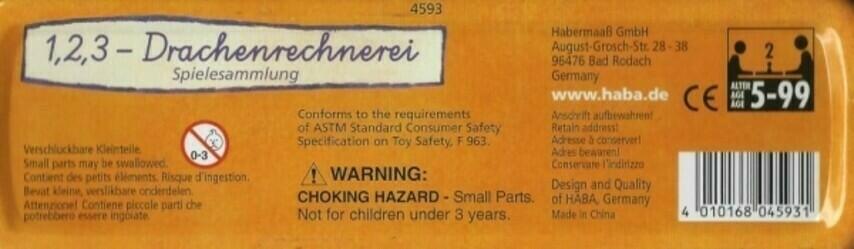 4593
1,2,3 – Drachenrechnerei
Spielesammlung
Verschluckbare Kleinteile.
Small parts may be swallowed.
Contient des petits éléments. Risque d'ingestion.
Bevat kleine, verslikbare onderdelen.
Attenzione! Contiene piccole parti che
potrebbero essere ingoiate.
0-3
Conforms to the requirements
of ASTM Standard Consumer Safety
Specification on Toy Safety, F 963.
WARNING:
CHOKING HAZARD - Small Parts.
Not for children under 3 years.
Habermaaß GmbH
August-Grosch-Str. 28 - 38
96476 Bad Rodach
Germany
www.haba.de
CE
Anschrift aufbewahren!
Retain address!
Adresse à conserver!
Adres bewaren!
Conservare l'indirizzo
Design and Quality
of HABA, Germany
Made in China
2
ALTER
AGE
ÂGE
5-99
4 010168 045931